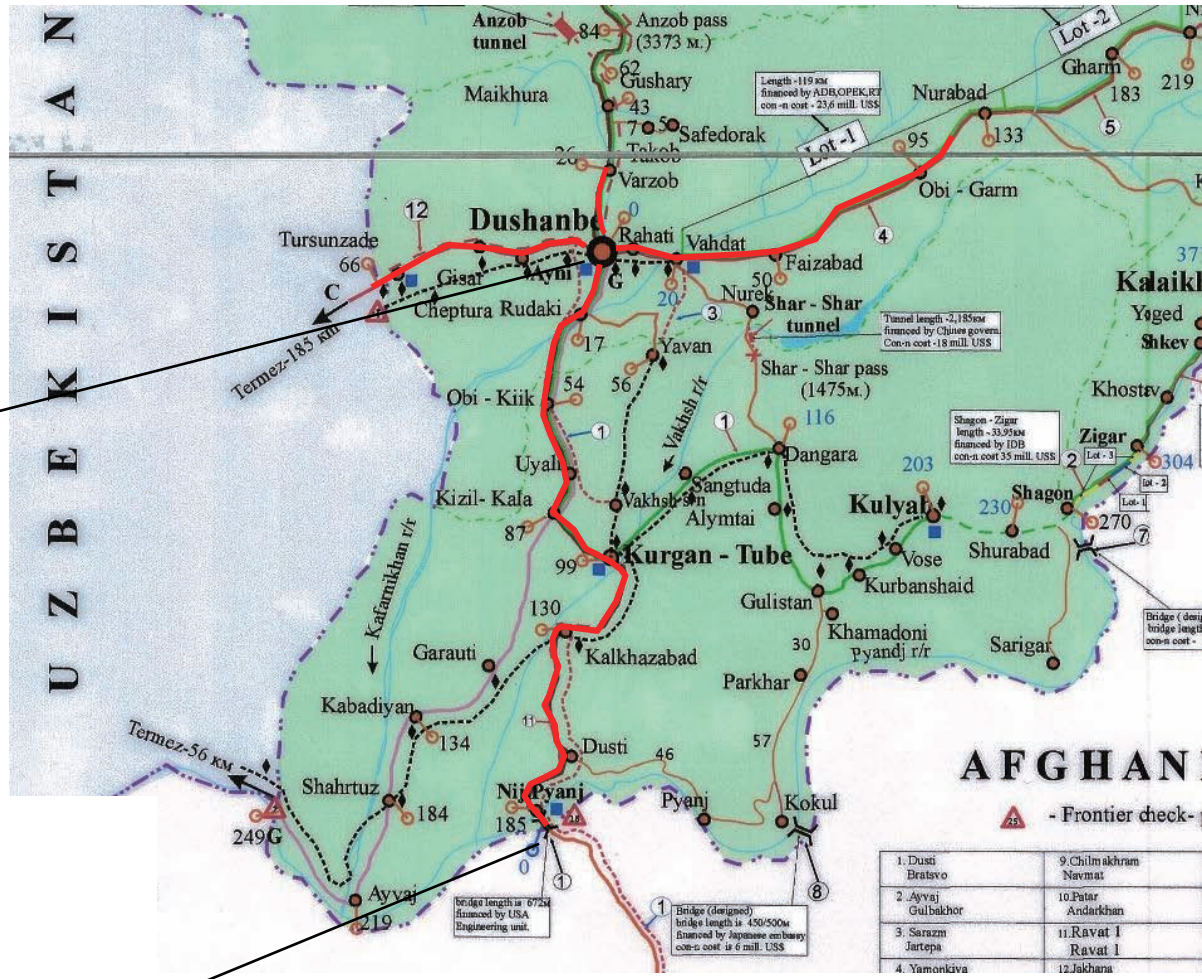 UZBEKISTAN
Anzob
tunnel
84
Anzob pass
(3373 м.)
62
Gushary
Maikhura
43
7
5
Safedorak
Takob
26
Varzob
Length -119 км
financed by ADB,OPEK,RT
con-n cost - 23,6 mill. US$
Lot -2
Lot -1
Gharm
183
219
Nurabad
5
133
95
Obi - Garm
4
12
Dushanbe
0
Tursunzade
66
Rahati
Vahdat
Faizabad
50
Gisar
Ayni
G
20
C
Cheptura
Rudaki
Nurek
3
Shar - Shar
tunnel
Termez-185 км
17
Tunnel length -2,185км
financed by Chines govern.
Con-n cost -18 mill. US$
37
Yoged
Shkev
Yavan
56
54
Shar - Shar pass
(1475м.)
Obi - Kiik
Vakhsh r/r
Khostav
1
1
116
Dangara
Shagon - Zigar
length - 33,95км
financed by IDB
con-n cost 35 mill. US$
Zigar
Lot - 3
2
304
Lot - 2
Lot- 1
Uyali
Sangtuda
203
Kizil - Kala
Vakhsh s/n
Alymtai
Kulyab
230
Shagon
270
87
Shurabad
7
99
Kurgan - Tube
Vose
Kurbanshaid
Kafarnikhan r/r
Gulistan
130
Khamadoni
Kalkhazabad
30
Pyandj r/r
Sarigar
Garauti
Parkhar
Kabadiyan
134
11
Termez-56 км
Dusti
46
57
AFGHAN
Shahrtuz
184
Pyanj
185
Pyanj
Kokul
25
- Frontier check-
249
G
0
8
Ayvaj
219
1
bridge length is 672м
financed by USA
Engineering unit.
1
Bridge (designed)
bridge length is 450/500м
financed by Japanese embassy
con-n cost is 6 mill. US$
1. Dusti
Bratsvo
9.Chilmakhram
Navmat
2 .Ayvaj
Gulbakhor
10.Patar
Andarkhan
3. Sarazm
Jartepa
11.Ravat 1
Ravat 1
4. Yamonkiya
12.Jakhana